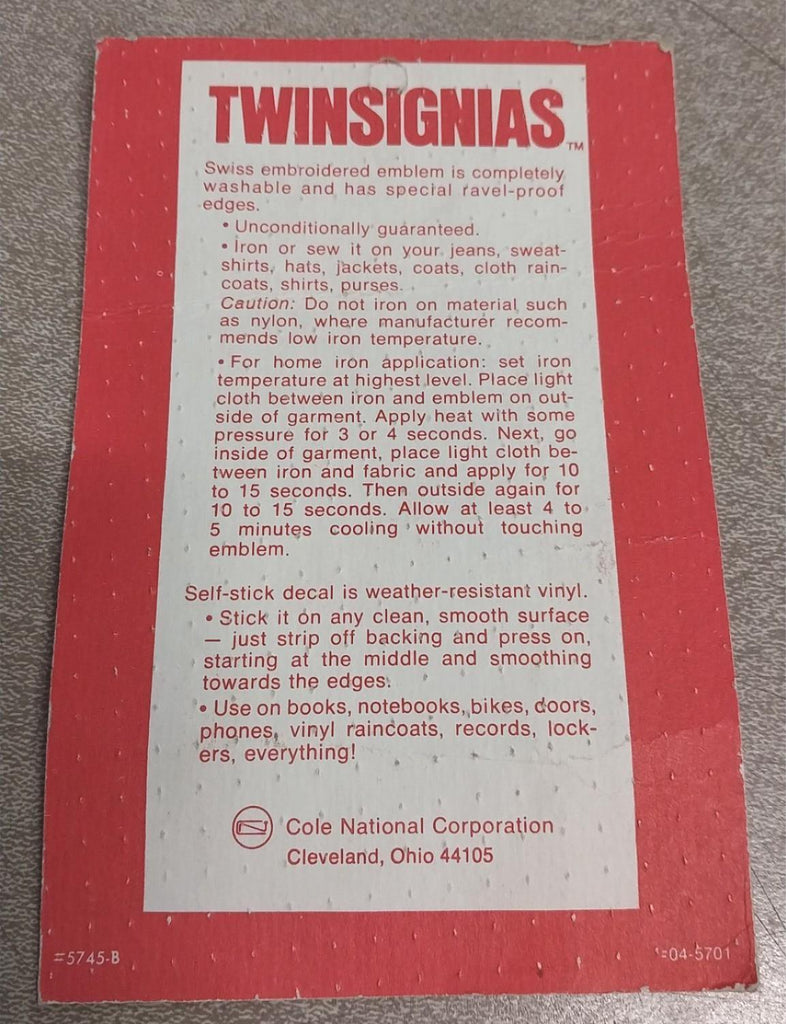 TWINSIGNIAS™
Swiss embroidered emblem is completely
washable and has special ravel-proof
edges.
• Unconditionally guaranteed.
• Iron or sew it on your jeans, sweat-
shirts, hats, jackets, coats, cloth rain-
coats, shirts, purses.
Caution: Do not iron on material such
as nylon, where manufacturer recom-
mends low iron temperature.
• For home iron application: set iron
temperature at highest level. Place light
cloth between iron and emblem on out-
side of garment. Apply heat with some
pressure for 3 or 4 seconds. Next, go
inside of garment, place light cloth be-
tween iron and fabric and apply for 10
to 15 seconds. Then outside again for
10 to 15 seconds. Allow at least 4 to
5 minutes cooling without touching
emblem.
Self-stick decal is weather-resistant vinyl.
• Stick it on any clean, smooth surface
— just strip off backing and press on,
starting at the middle and smoothing
towards the edges.
• Use on books, notebooks, bikes, doors,
phones, vinyl raincoats, records, lock-
ers, everything!
Cole National Corporation
Cleveland, Ohio 44105
=5745-B
=04-5701